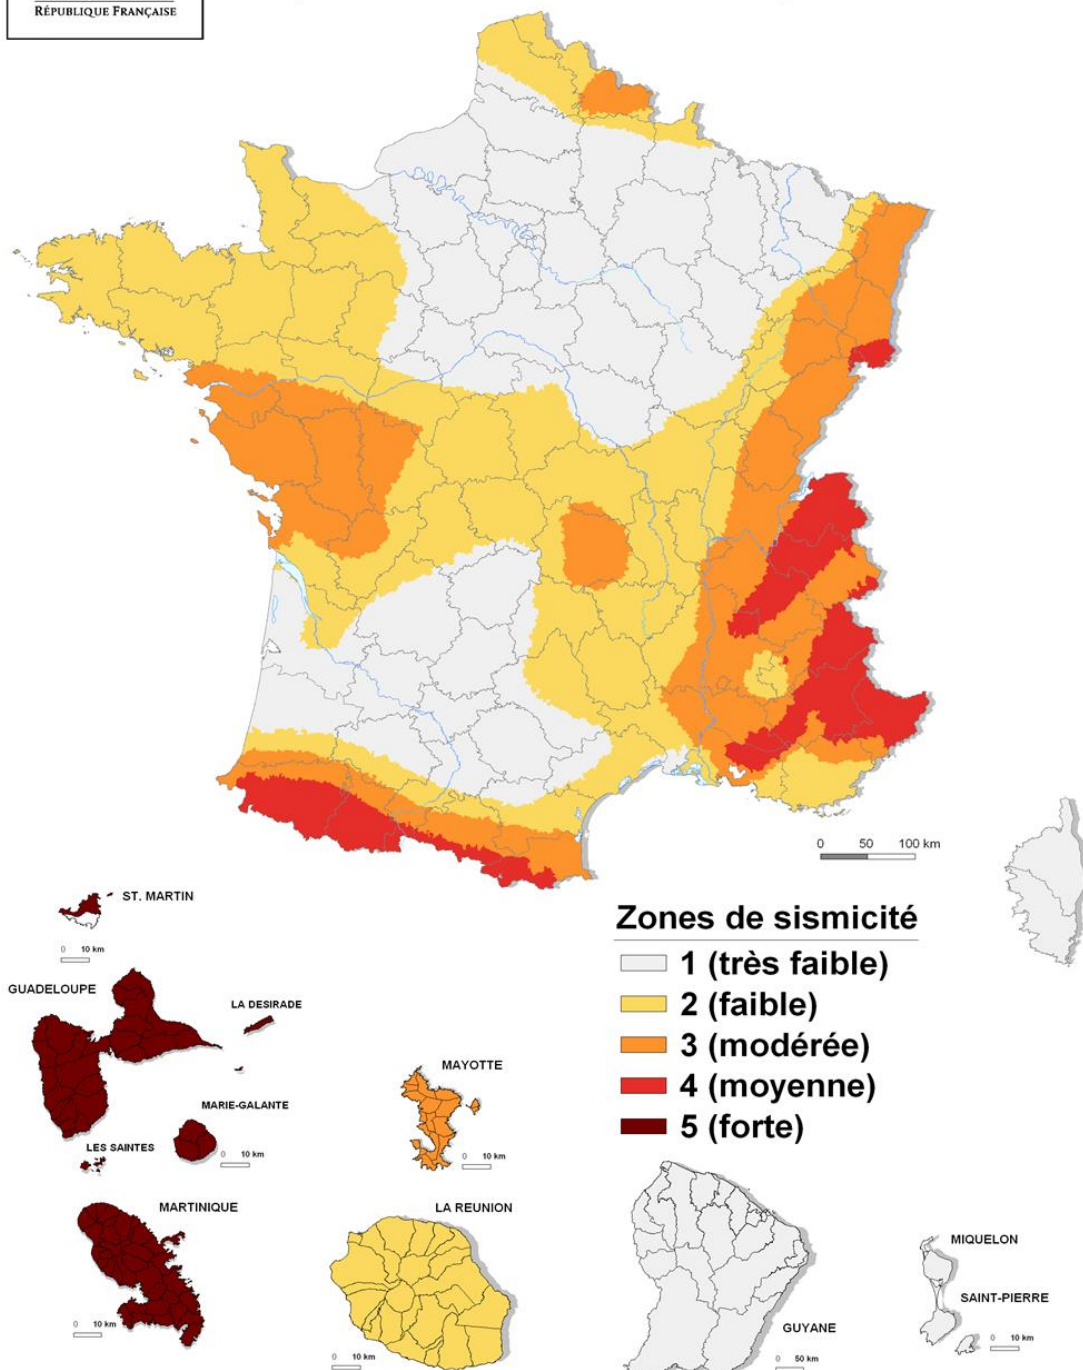 RÉPUBLIQUE FRANÇAISE
0 50 100 km
ST. MARTIN
0 10 km
GUADELOUPE
LA DESIRADE
MARIE-GALANTE
0 10 km
LES SAINTES
MAYOTTE
0 10 km
Zones de sismicité
1 (très faible)
2 (faible)
3 (modérée)
4 (moyenne)
5 (forte)
MARTINIQUE
0 10 km
LA REUNION
0 10 km
GUYANE
0 50 km
MIQUELON
SAINT-PIERRE
0 10 km